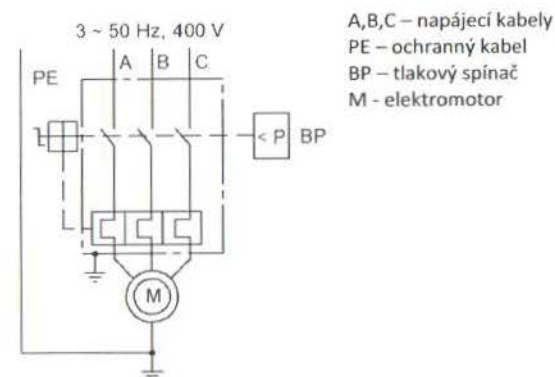 3 ~ 50 Hz, 400 V
A B C
PE
< P BP
M
A,B,C – napájecí kabely
PE – ochranný kabel
BP – tlakový spínač
M - elektromotor